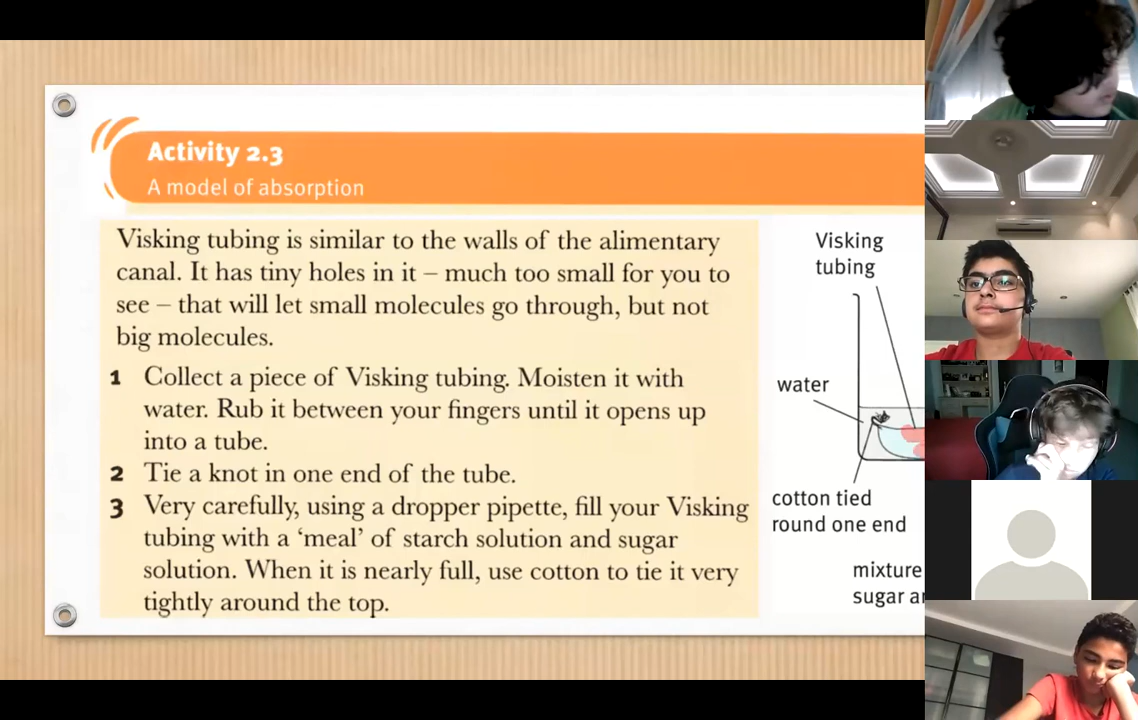 Activity 2.3
A model of absorption
Visking tubing is similar to the walls of the alimentary
canal. It has tiny holes in it – much too small for you to
see – that will let small molecules go through, but not
big molecules.
1 Collect a piece of Visking tubing. Moisten it with
water. Rub it between your fingers until it opens up
into a tube.
2 Tie a knot in one end of the tube.
3 Very carefully, using a dropper pipette, fill your Visking
tubing with a ‘meal’ of starch solution and sugar
solution. When it is nearly full, use cotton to tie it very
tightly around the top.
Visking
tubing
water
cotton tied
round one end
mixture
sugar